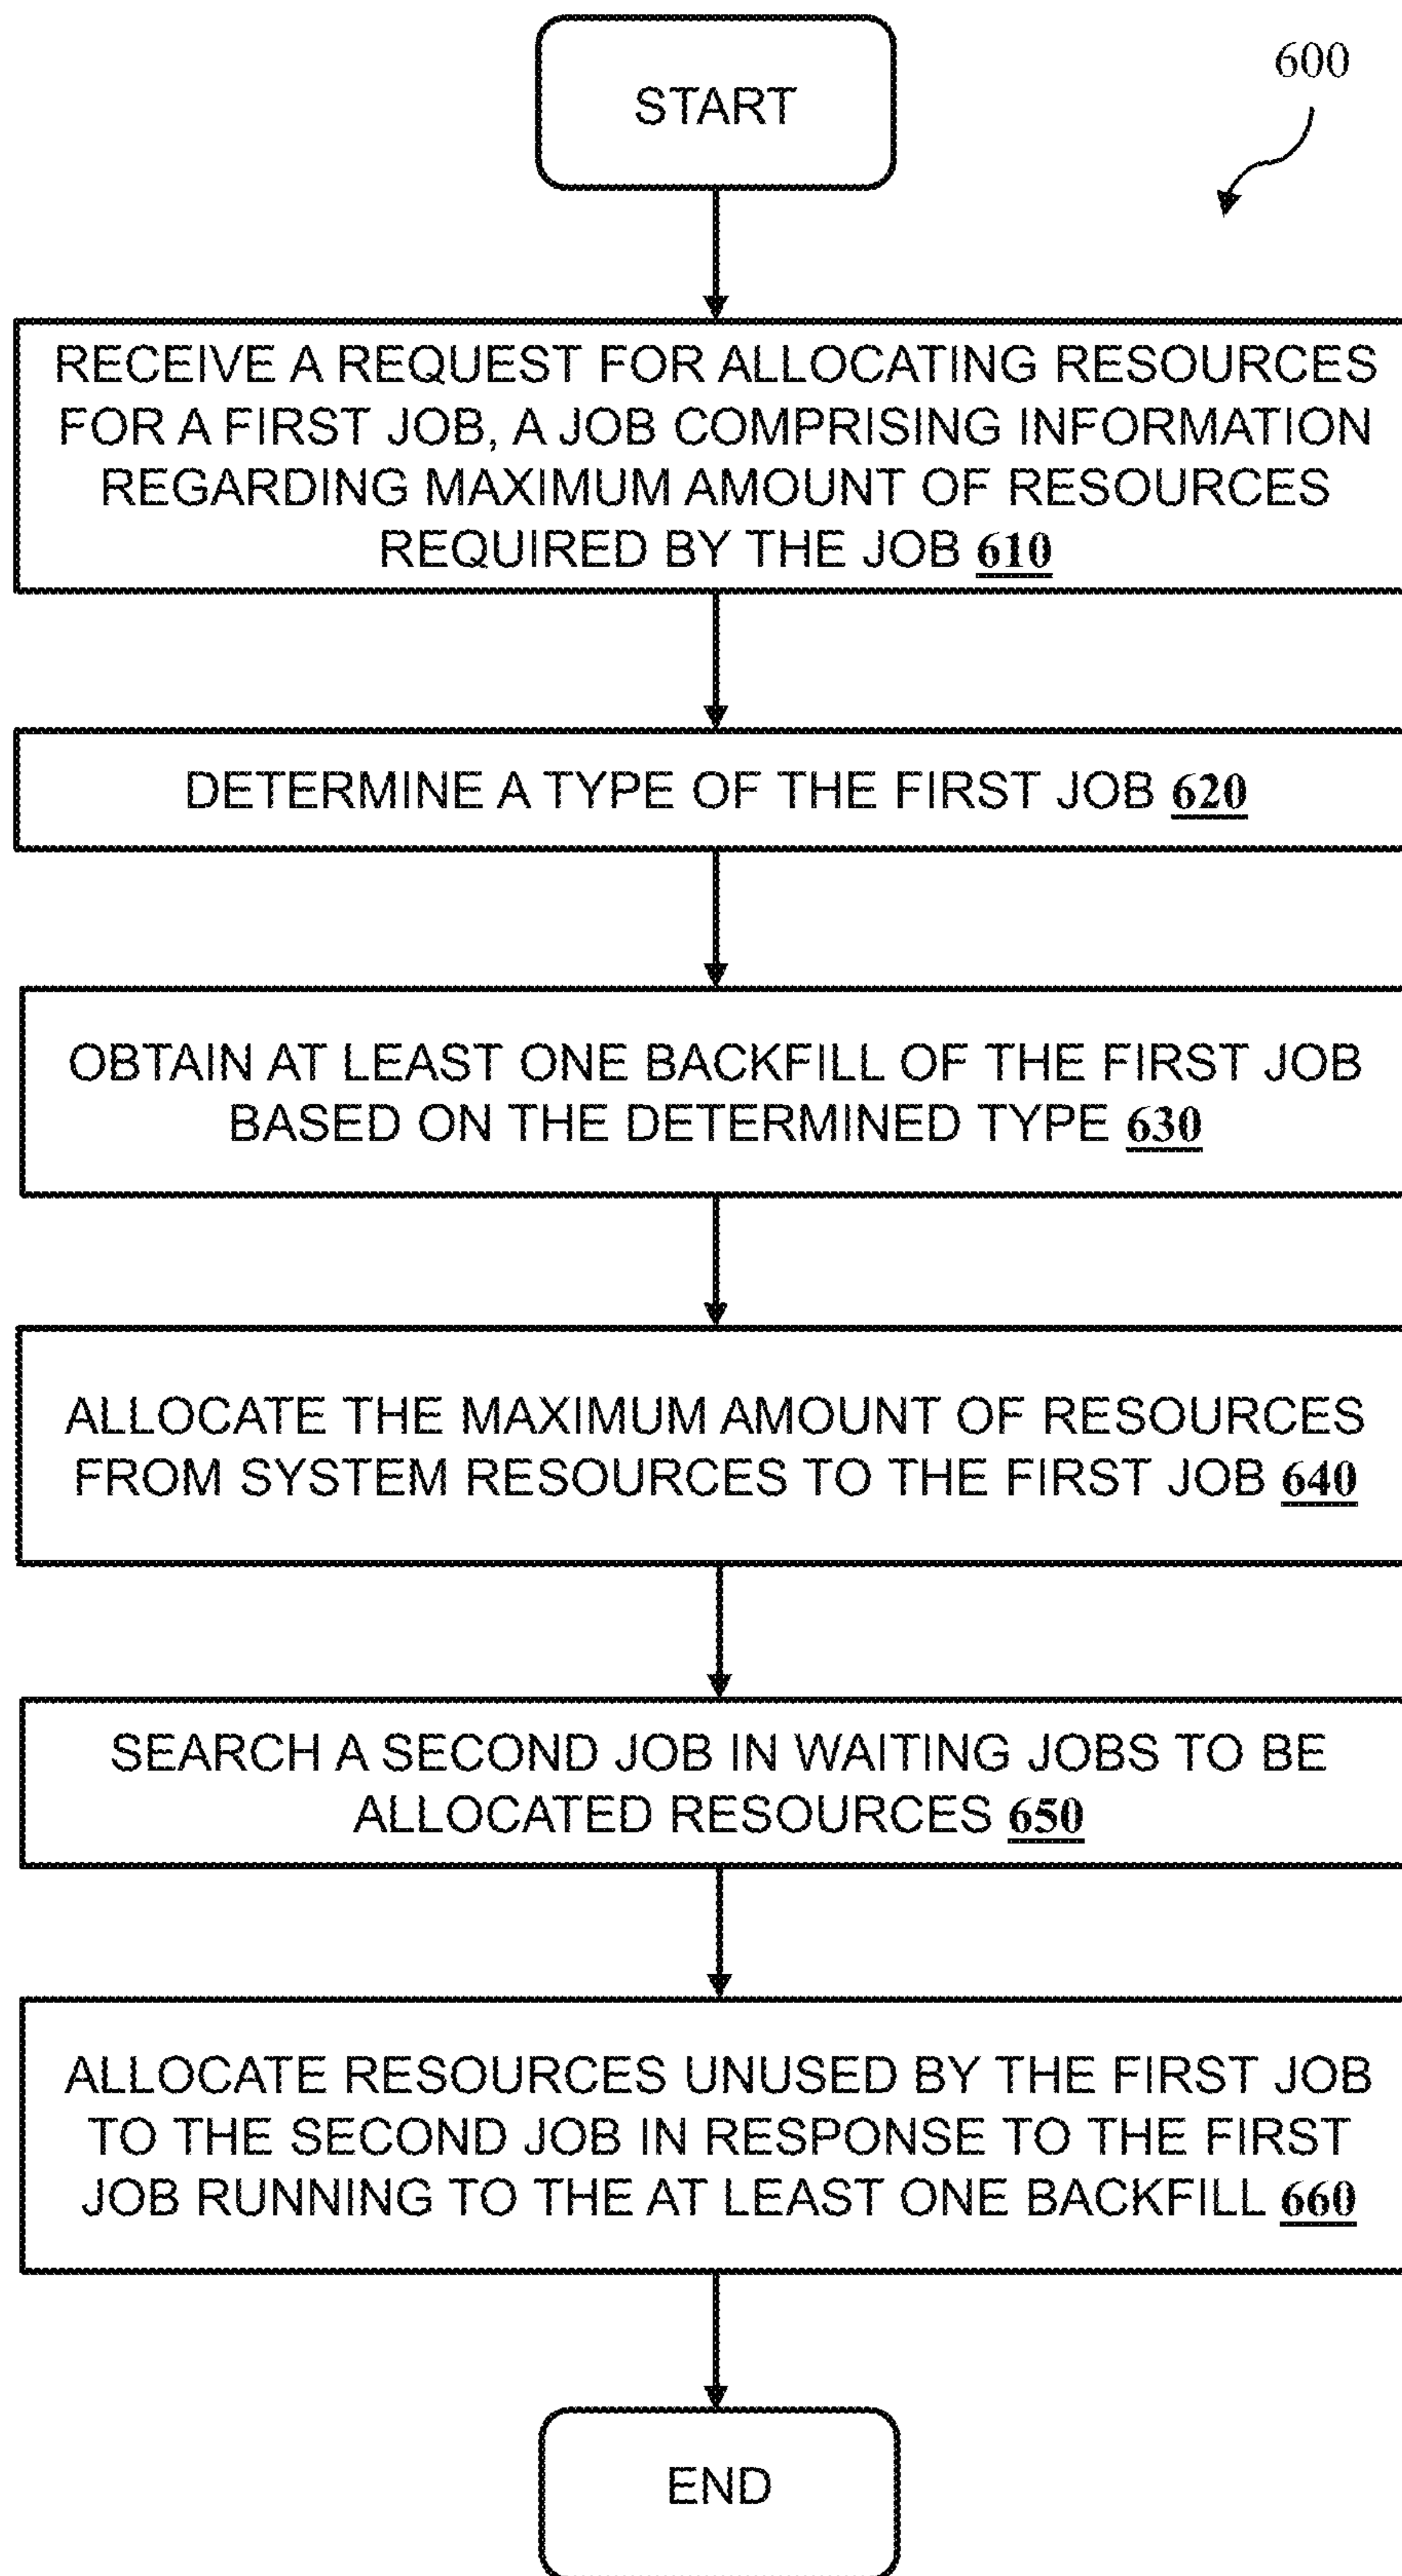 START
600
RECEIVE A REQUEST FOR ALLOCATING RESOURCES
FOR A FIRST JOB, A JOB COMPRISING INFORMATION
REGARDING MAXIMUM AMOUNT OF RESOURCES
REQUIRED BY THE JOB 610
DETERMINE A TYPE OF THE FIRST JOB 620
OBTAIN AT LEAST ONE BACKFILL OF THE FIRST JOB
BASED ON THE DETERMINED TYPE 630
ALLOCATE THE MAXIMUM AMOUNT OF RESOURCES
FROM SYSTEM RESOURCES TO THE FIRST JOB 640
SEARCH A SECOND JOB IN WAITING JOBS TO BE
ALLOCATED RESOURCES 650
ALLOCATE RESOURCES UNUSED BY THE FIRST JOB
TO THE SECOND JOB IN RESPONSE TO THE FIRST
JOB RUNNING TO THE AT LEAST ONE BACKFILL 660
END